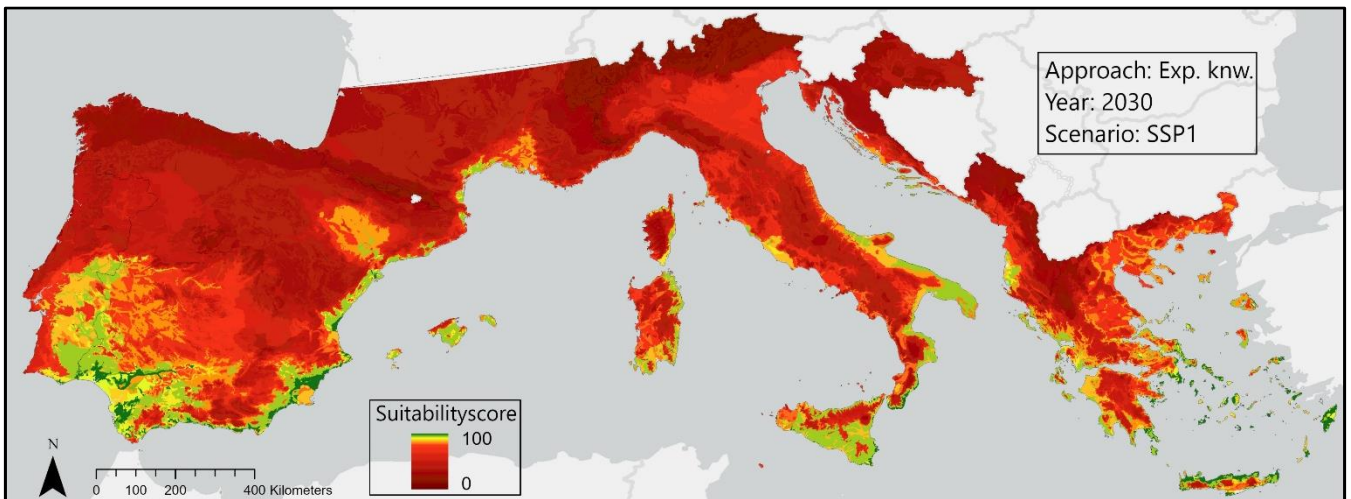 Approach: Exp. knw.
Year: 2030
Scenario: SSP1
Suitabilityscore
100
0
N
0 100 200 400 Kilometers